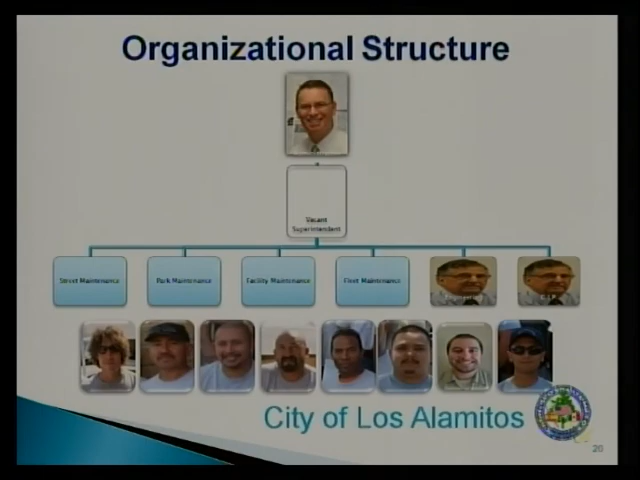 Organizational Structure
Vacant
Superintendent
Street Maintenance
Park Maintenance
Facility Maintenance
Fleet Maintenance
City of Los Alamitos
20